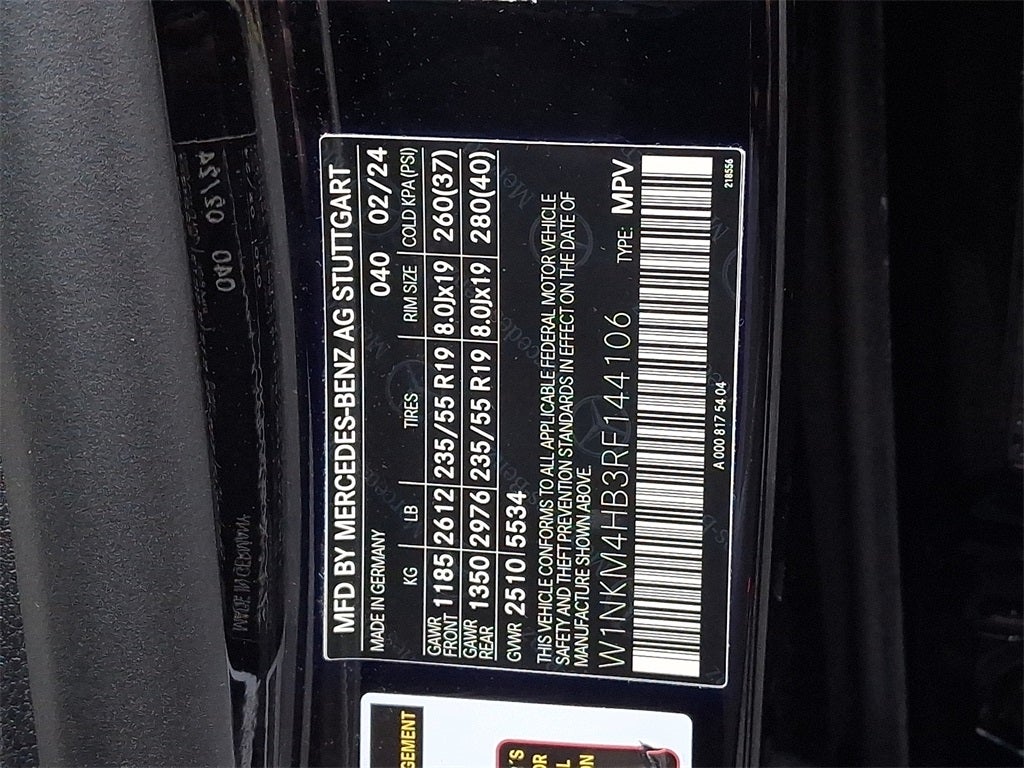 MFD BY MERCEDES-BENZ AG STUTTGART
MADE IN GERMANY 040 02/24
KG LB TIRES RIM SIZE COLD KPA(PSI)
GAWR
FRONT 1185 2612 235/55 R19 8.0Jx19 260(37)
GAWR
REAR 1350 2976 235/55 R19 8.0Jx19 280(40)
GVWR 2510 5534
THIS VEHICLE CONFORMS TO ALL APPLICABLE FEDERAL MOTOR VEHICLE
SAFETY AND THEFT PREVENTION STANDARDS IN EFFECT ON THE DATE OF
MANUFACTURE SHOWN ABOVE.
W1NKM4HB3RF144106 TYPE: MPV
A 000 817 54 04
218556
GEMENT
'S
OR
L
ON